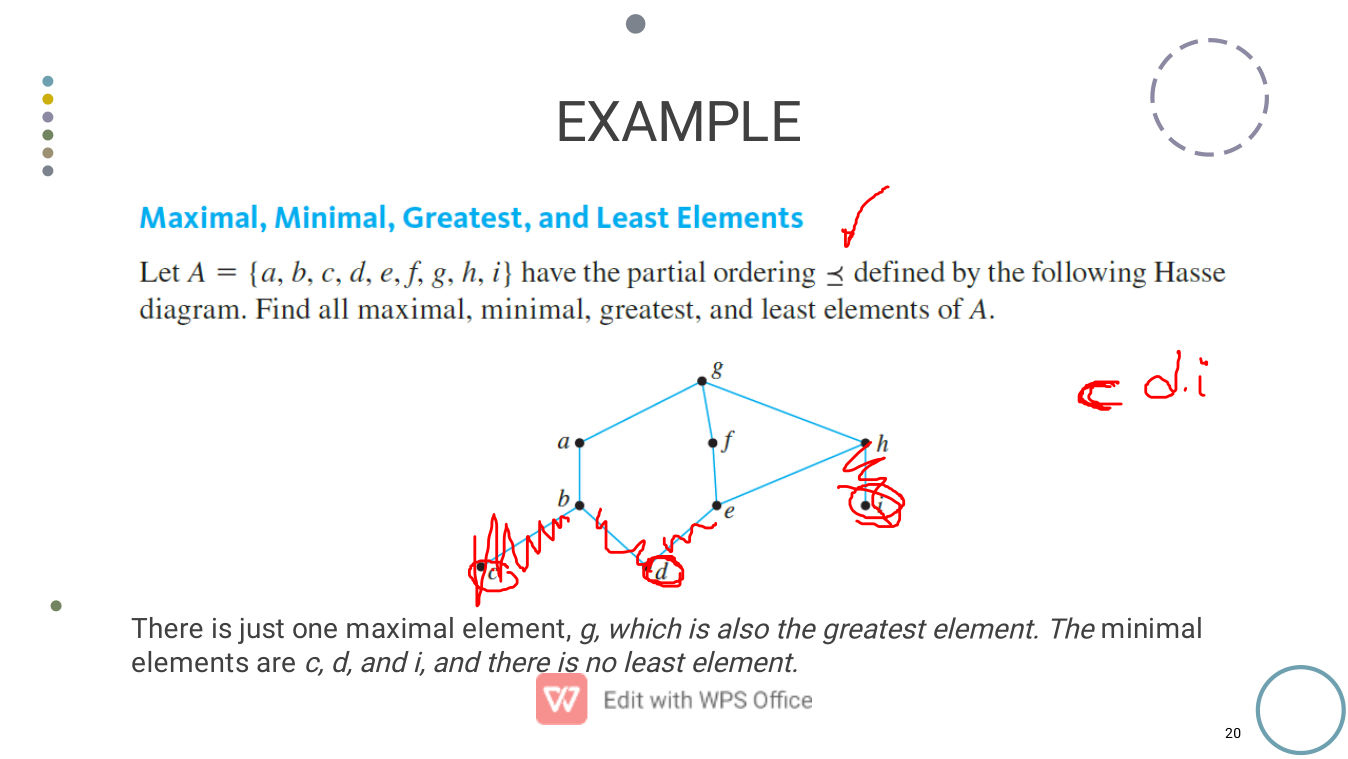 EXAMPLE
Maximal, Minimal, Greatest, and Least Elements
Let A = {a, b, c, d, e, f, g, h, i} have the partial ordering ⪯ defined by the following Hasse
diagram. Find all maximal, minimal, greatest, and least elements of A.
c d.i
g
a f h
b e i
c d
There is just one maximal element, g, which is also the greatest element. The minimal
elements are c, d, and i, and there is no least element.
Edit with WPS Office
20